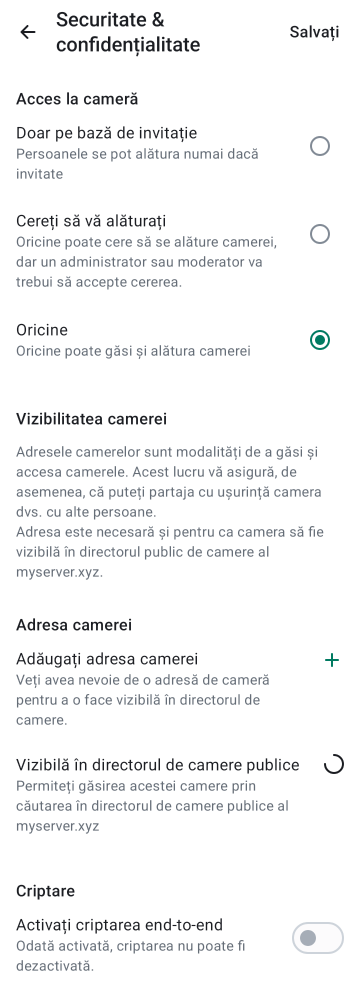 Securitate &
confidențialitate
Salvați
Acces la cameră
Doar pe bază de invitație
Persoanele se pot alătura numai dacă
invitate
Cereți să vă alăturați
Oricine poate cere să se alăture camerei,
dar un administrator sau moderator va
trebui să accepte cererea.
Oricine
Oricine poate găsi și alătura camerei
Vizibilitatea camerei
Adresele camerelor sunt modalități de a găsi și
accesa camerele. Acest lucru vă asigură, de
asemenea, că puteți partaja cu ușurință camera
dvs. cu alte persoane.
Adresa este necesară și pentru ca camera să fie
vizibilă în directorul public de camere al
myserver.xyz.
Adresa camerei
Adăugați adresa camerei
Veți avea nevoie de o adresă de cameră
pentru a o face vizibilă în directorul de
camere.
Vizibilă în directorul de camere publice
Permiteți găsirea acestei camere prin
căutarea în directorul de camere publice al
myserver.xyz
Criptare
Activați criptarea end-to-end
Odată activată, criptarea nu poate fi
dezactivată.